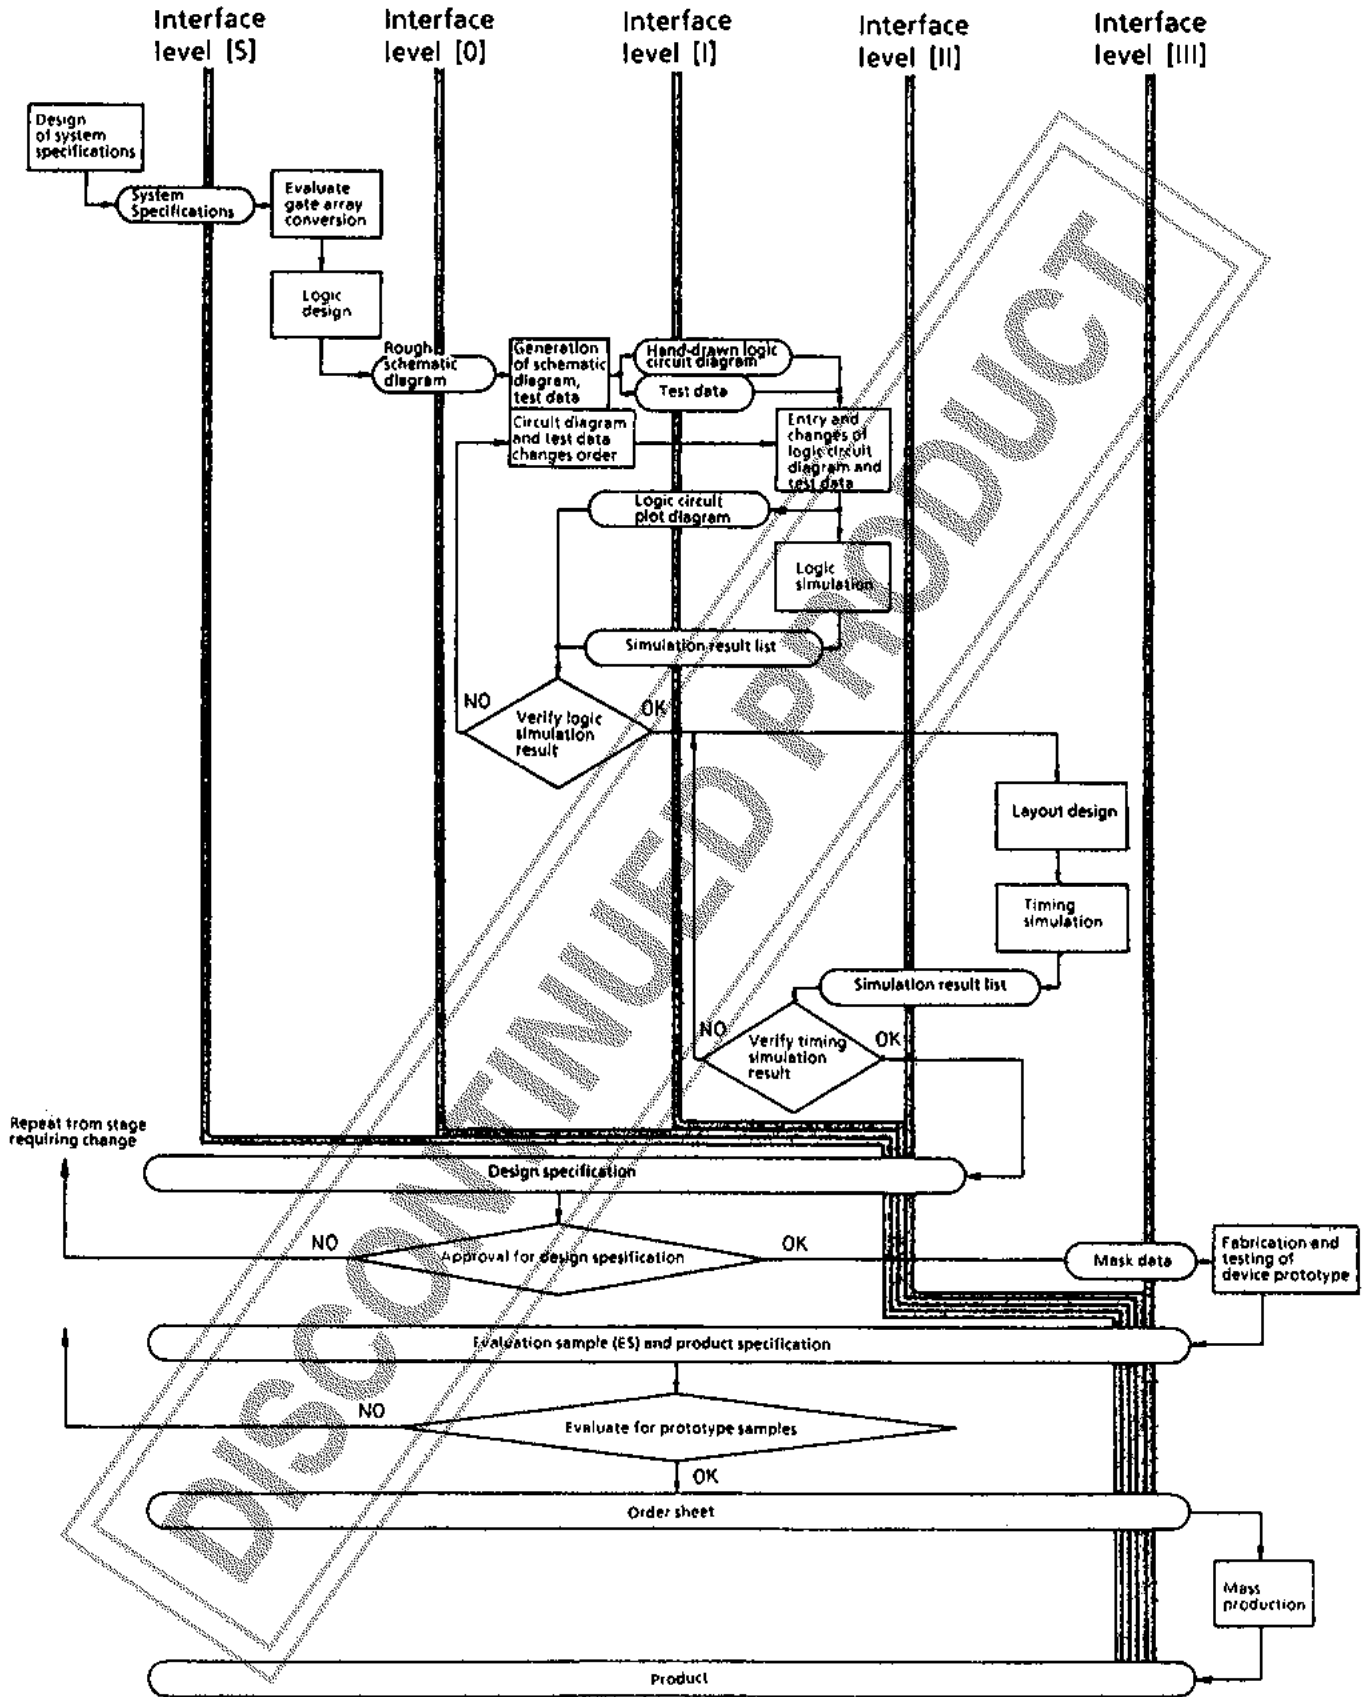 Interface
level [S]
Interface
level [0]
Interface
level [I]
Interface
level [II]
Interface
level [III]
Design
of system
specifications
System
Specifications
Evaluate
gate array
conversion
Logic
design
Rough
schematic
diagram
Generation
of schematic
diagram,
test data
Hand-drawn logic
circuit diagram
Test data
Circuit diagram
and test data
changes order
Entry and
changes of
logic circuit
diagram and
test data
Logic circuit
plot diagram
Logic
simulation
Simulation result list
NO
Verify logic
simulation
result
OK
Layout design
Timing
simulation
Simulation result list
NO
Verify timing
simulation
result
OK
Repeat from stage
requiring change
Design specification
NO
Approval for design spesification
OK
Mask data
Fabrication and
testing of
device prototype
Evaluation sample (ES) and product specification
NO
Evaluate for prototype samples
OK
Order sheet
Mass
production
Product
DISCONTINUED PRODUCT